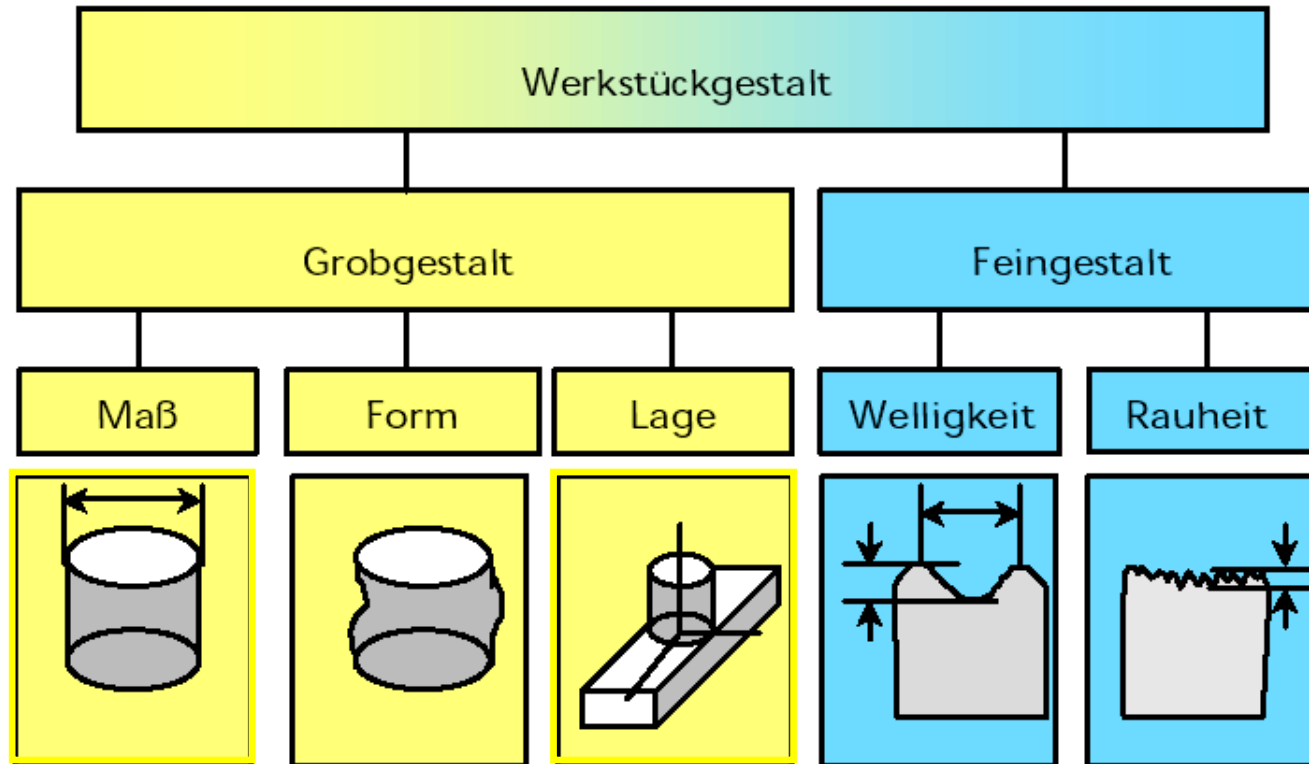 Werkstückgestalt
Grobgestalt
Feingestalt
Maß
Form
Lage
Welligkeit
Rauheit